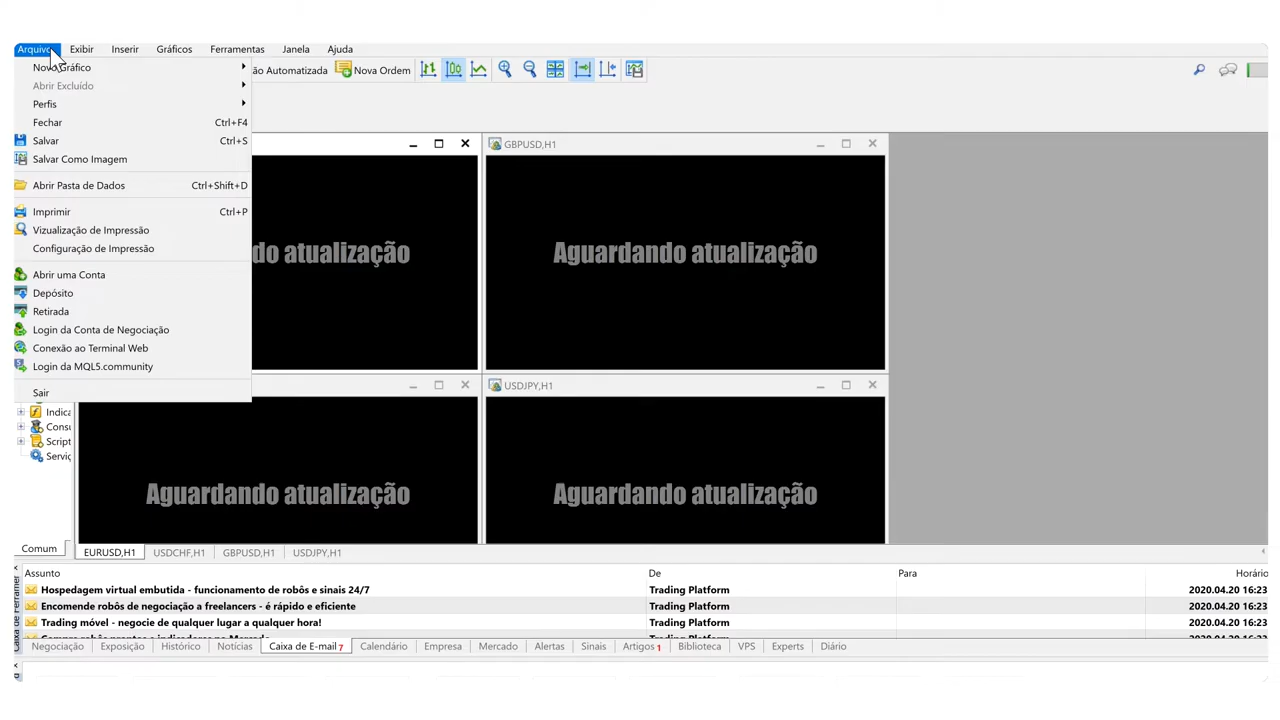 Arquivo Exibir Inserir Gráficos Ferramentas Janela Ajuda
Novo Gráfico
ão Automatizada Nova Ordem
Abrir Excluído
Perfis
Fechar Ctrl+F4
Salvar Ctrl+S
Salvar Como Imagem
Abrir Pasta de Dados Ctrl+Shift+D
Imprimir Ctrl+P
Vizualização de Impressão
Configuração de Impressão
Abrir uma Conta
Depósito
Retirada
Login da Conta de Negociação
Conexão ao Terminal Web
Login da MQL5.community
Sair
GBPUSD,H1
do atualização
Aguardando atualização
USDJPY,H1
Aguardando atualização
Aguardando atualização
Indica
Consu
Script
Serviç
Comum
EURUSD,H1 USDCHF,H1 GBPUSD,H1 USDJPY,H1
Assunto De Para Horário
Hospedagem virtual embutida - funcionamento de robôs e sinais 24/7 Trading Platform 2020.04.20 16:23
Encomende robôs de negociação a freelancers - é rápido e eficiente Trading Platform 2020.04.20 16:23
Trading móvel - negocie de qualquer lugar a qualquer hora! Trading Platform 2020.04.20 16:23
Negociação Exposição Histórico Notícias Caixa de E-mail 7 Calendário Empresa Mercado Alertas Sinais Artigos 1 Biblioteca VPS Experts Diário